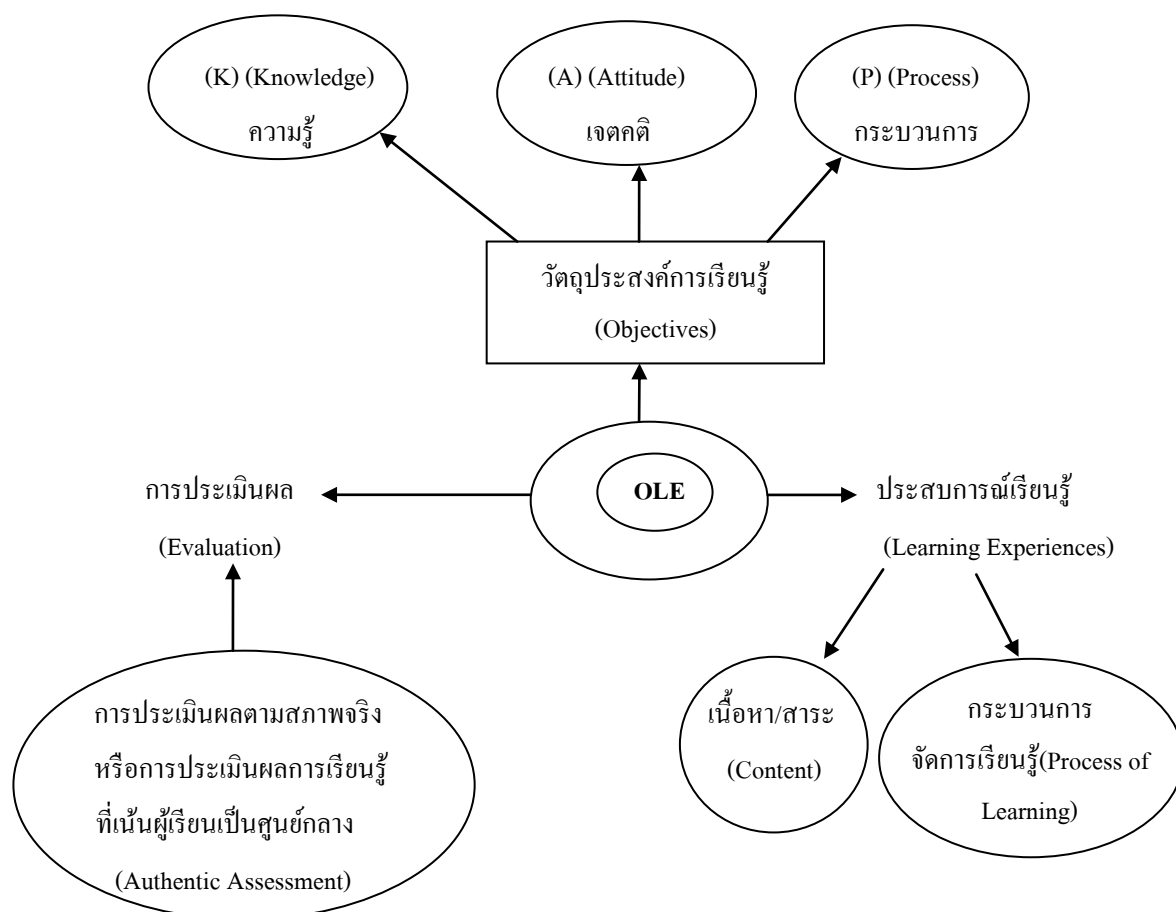 (K) (Knowledge)
ความรู้
(A) (Attitude)
เจตคติ
(P) (Process)
กระบวนการ
วัตถุประสงค์การเรียนรู้
(Objectives)
OLE
การประเมินผล
(Evaluation)
ประสบการณ์เรียนรู้
(Learning Experiences)
การประเมินผลตามสภาพจริง
หรือการประเมินผลการเรียนรู้
ที่เน้นผู้เรียนเป็นศูนย์กลาง
(Authentic Assessment)
เนื้อหา/สาระ
(Content)
กระบวนการ
จัดการเรียนรู้(Process of
Learning)